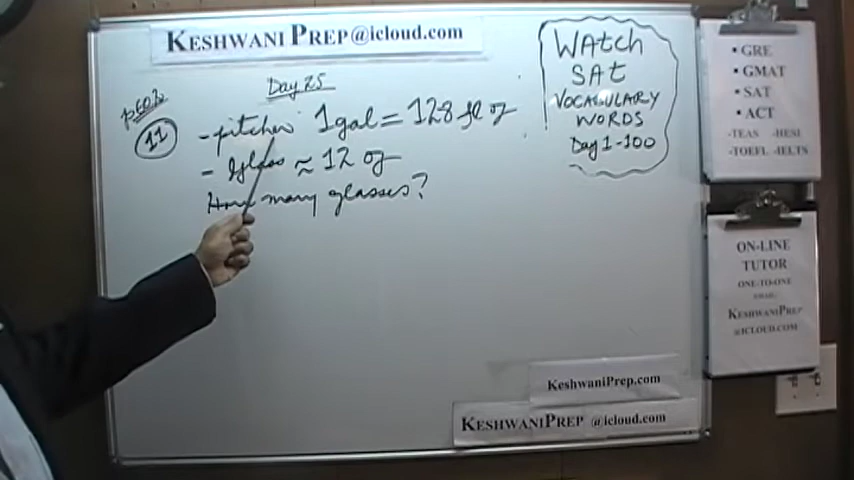 KESHWANI PREP@icloud.com
Day 25
p602
11
- pitcher 1 gal = 128 fl oz
- Glass ≈ 12 oz
How many glasses?
WAtch
SAt
VOCABULARY
WORDS
Day 1-100
• GRE
• GMAT
• SAT
• ACT
-TEAS -HESI
-TOEFL -IELTS
ON-LINE
TUTOR
ONE-TO-ONE
EMAIL:
KESHWANIPREP
@ICLOUD.COM
KeshwaniPrep.com
KESHWANIPREP @icloud.com